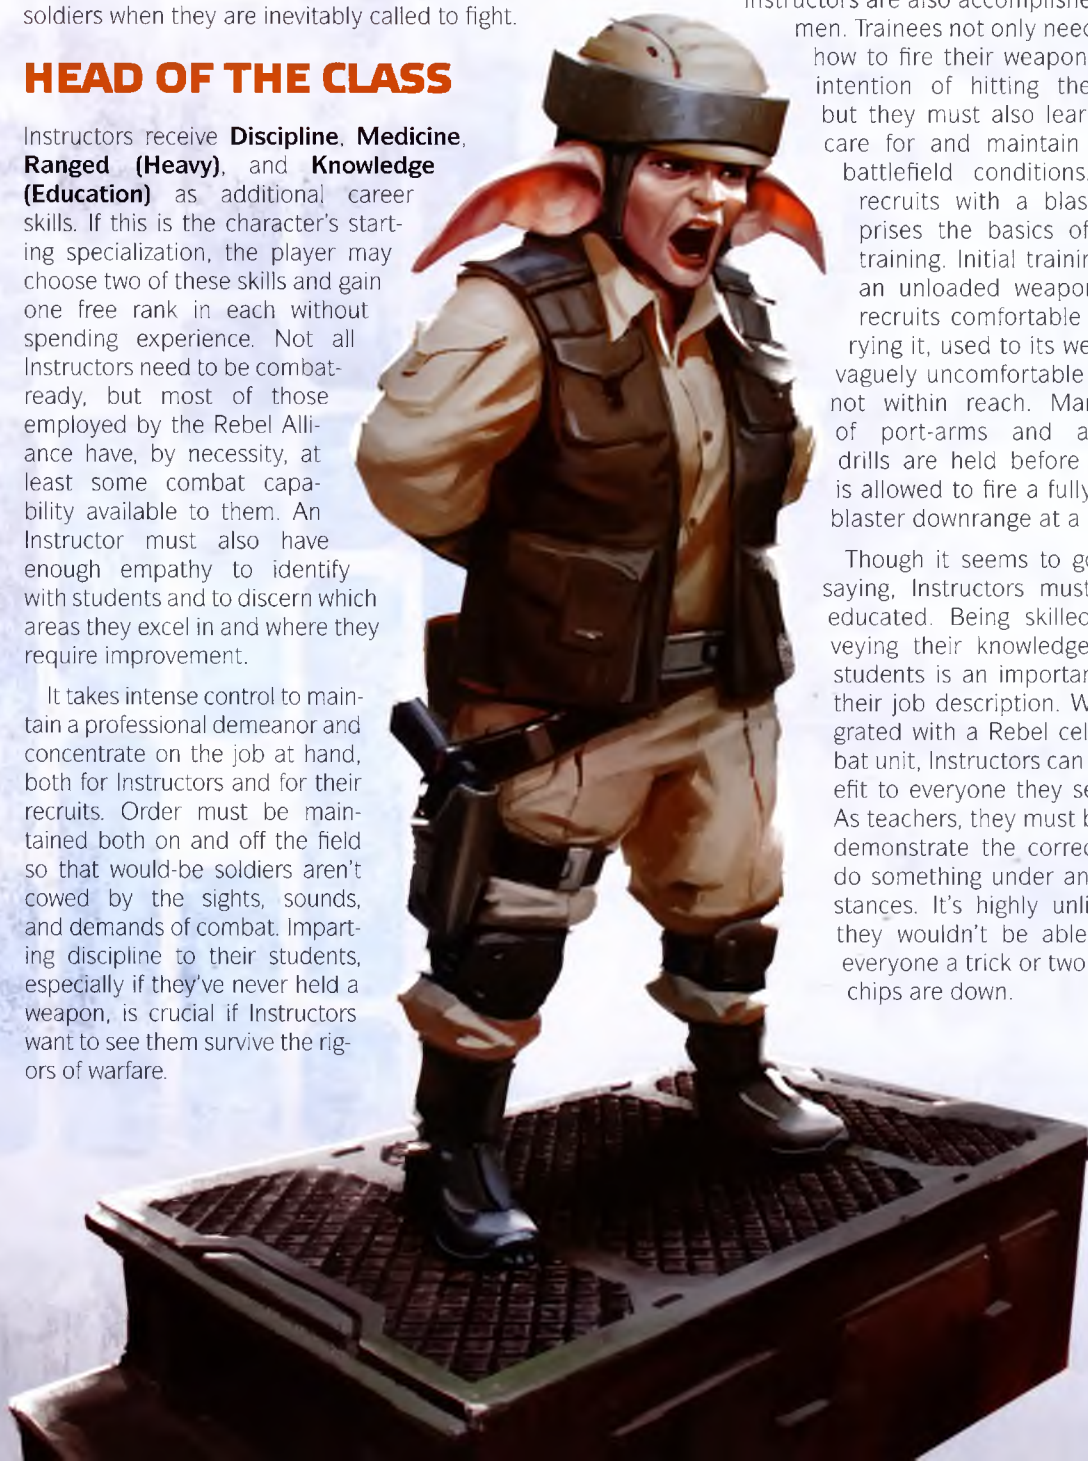 soldiers when they are inevitably called to fight.
HEAD OF THE CLASS
Instructors receive Discipline, Medicine,
Ranged (Heavy), and Knowledge
(Education) as additional career
skills. If this is the character's start-
ing specialization, the player may
choose two of these skills and gain
one free rank in each without
spending experience. Not all
Instructors need to be combat-
ready, but most of those
employed by the Rebel Alli-
ance have, by necessity, at
least some combat capa-
bility available to them. An
Instructor must also have
enough empathy to identify
with students and to discern which
areas they excel in and where they
require improvement.
It takes intense control to main-
tain a professional demeanor and
concentrate on the job at hand,
both for Instructors and for their
recruits. Order must be main-
tained both on and off the field
so that would-be soldiers aren't
cowed by the sights, sounds,
and demands of combat. Impart-
ing discipline to their students,
especially if they've never held a
weapon, is crucial if Instructors
want to see them survive the rig-
ors of warfare.
Instructors are also accomplishe
men. Trainees not only need
how to fire their weapon
intention of hitting the
but they must also lear
care for and maintain
battlefield conditions.
recruits with a blas
prises the basics of
training. Initial trainin
an unloaded weapo
recruits comfortable
rying it, used to its we
vaguely uncomfortable
not within reach. Mar
of port-arms and a
drills are held before
is allowed to fire a fully
blaster downrange at a
Though it seems to go
saying, Instructors must
educated. Being skilled
veying their knowledge
students is an importan
their job description. W
grated with a Rebel cel
bat unit, Instructors can
efit to everyone they se
As teachers, they must b
demonstrate the correc
do something under an
stances. It's highly unli
they wouldn't be able
everyone a trick or two
chips are down.